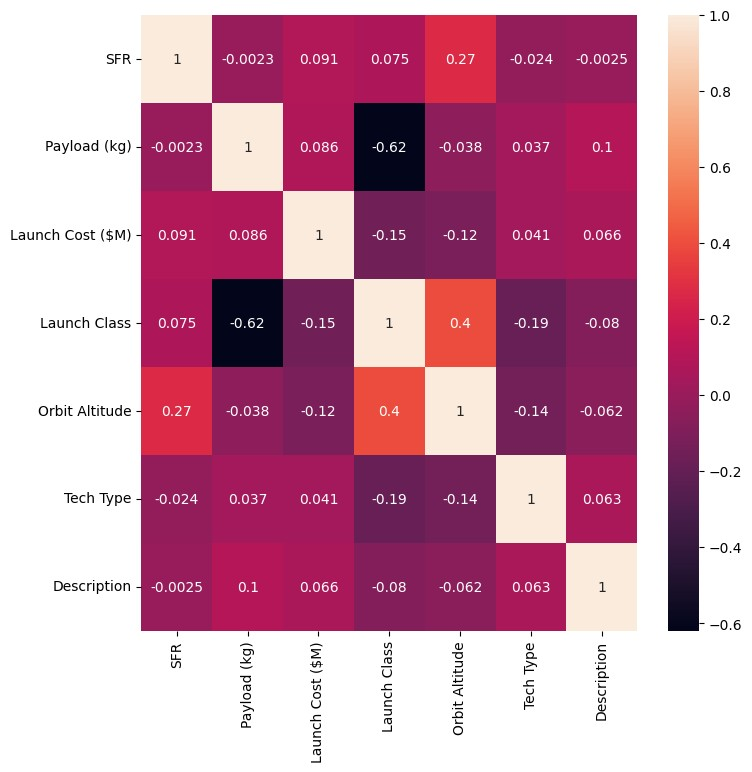 SFR 1 -0.0023 0.091 0.075 0.27 -0.024 -0.0025
Payload (kg) -0.0023 1 0.086 -0.62 -0.038 0.037 0.1
Launch Cost ($M) 0.091 0.086 1 -0.15 -0.12 0.041 0.066
Launch Class 0.075 -0.62 -0.15 1 0.4 -0.19 -0.08
Orbit Altitude 0.27 -0.038 -0.12 0.4 1 -0.14 -0.062
Tech Type -0.024 0.037 0.041 -0.19 -0.14 1 0.063
Description -0.0025 0.1 0.066 -0.08 -0.062 0.063 1
SFR
Payload (kg)
Launch Cost ($M)
Launch Class
Orbit Altitude
Tech Type
Description
1.0
0.8
0.6
0.4
0.2
0.0
−0.2
−0.4
−0.6